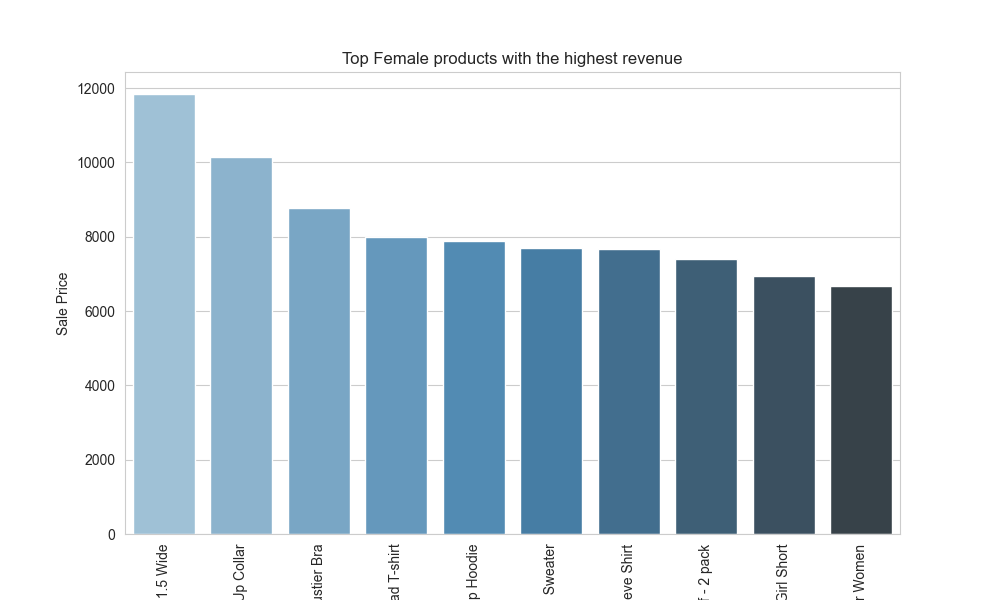 Top Female products with the highest revenue
12000
10000
8000
6000
4000
2000
0
Sale Price
1.5 Wide
Up Collar
ustier Bra
ad T-shirt
p Hoodie
Sweater
eve Shirt
- 2 pack
Girl Short
r Women